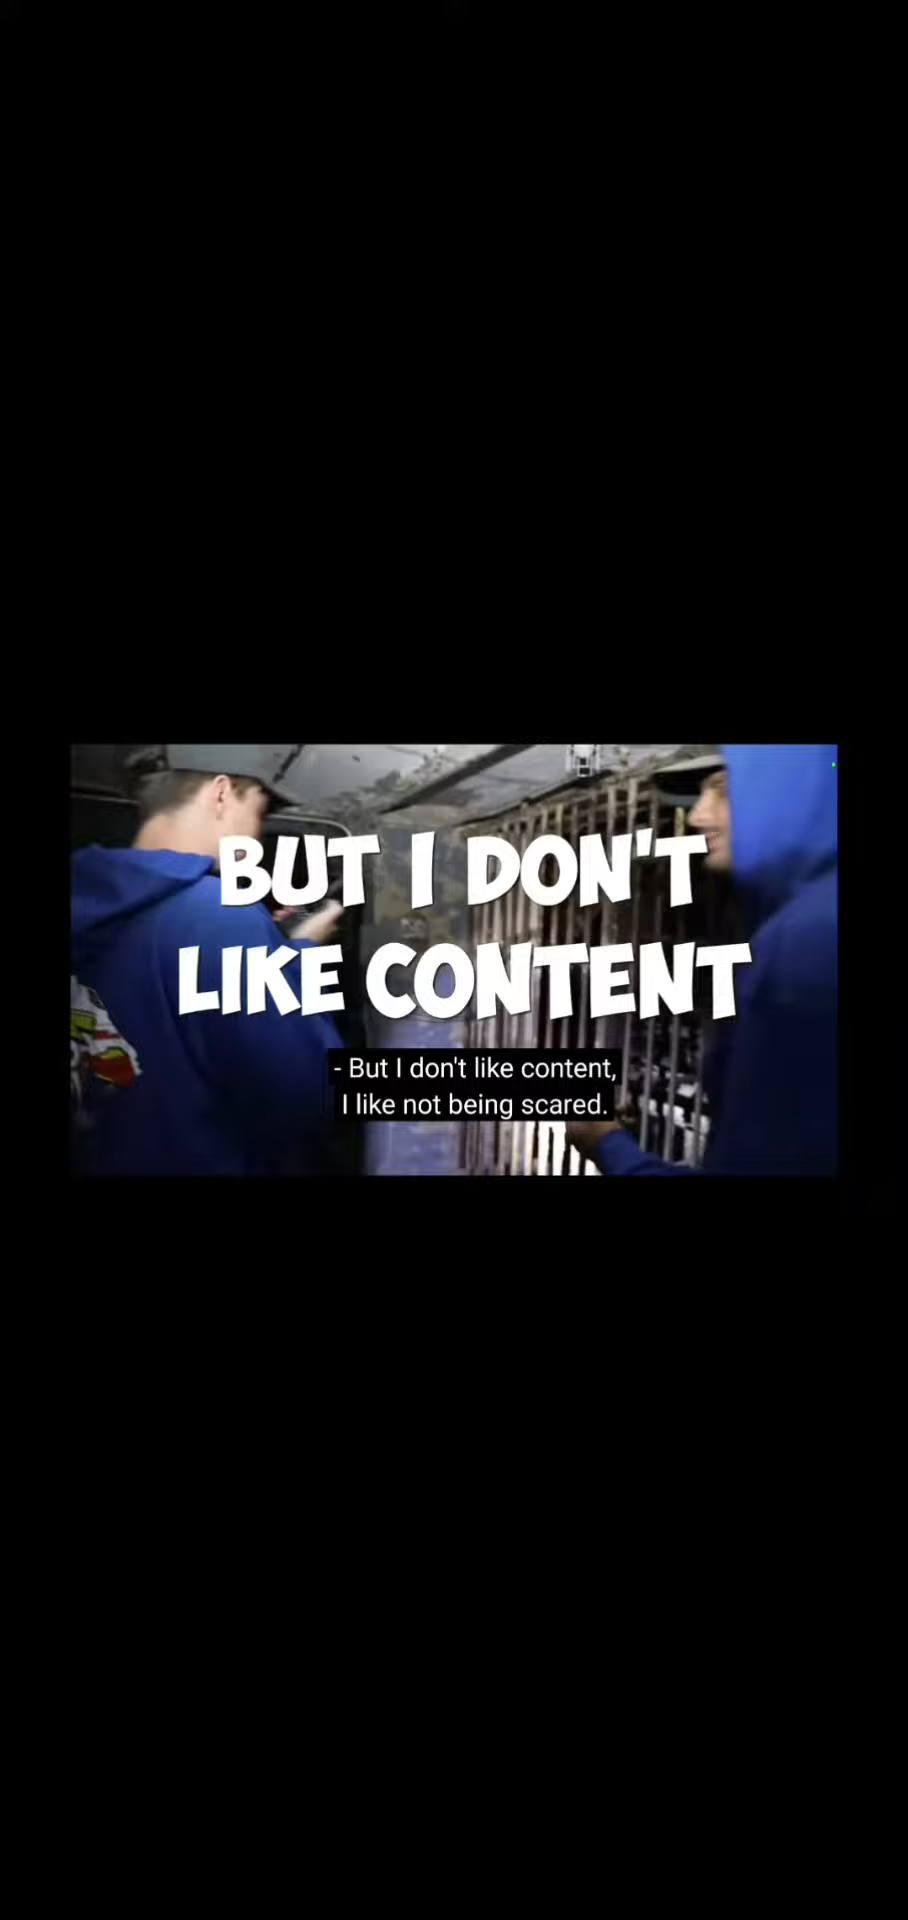 BUT I DON'T
LIKE CONTENT
- But I don't like content,
I like not being scared.